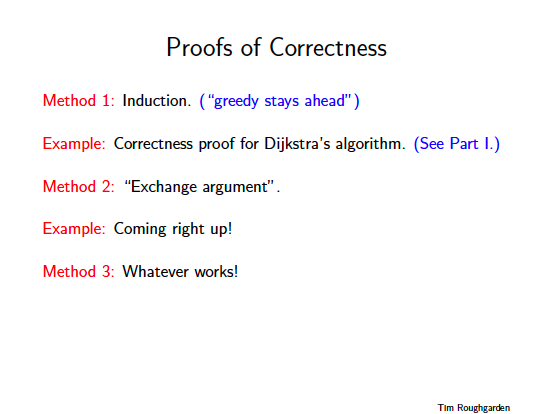 Proofs of Correctness
Method 1: Induction. (“greedy stays ahead”)
Example: Correctness proof for Dijkstra's algorithm. (See Part I.)
Method 2: “Exchange argument”.
Example: Coming right up!
Method 3: Whatever works!
Tim Roughgarden